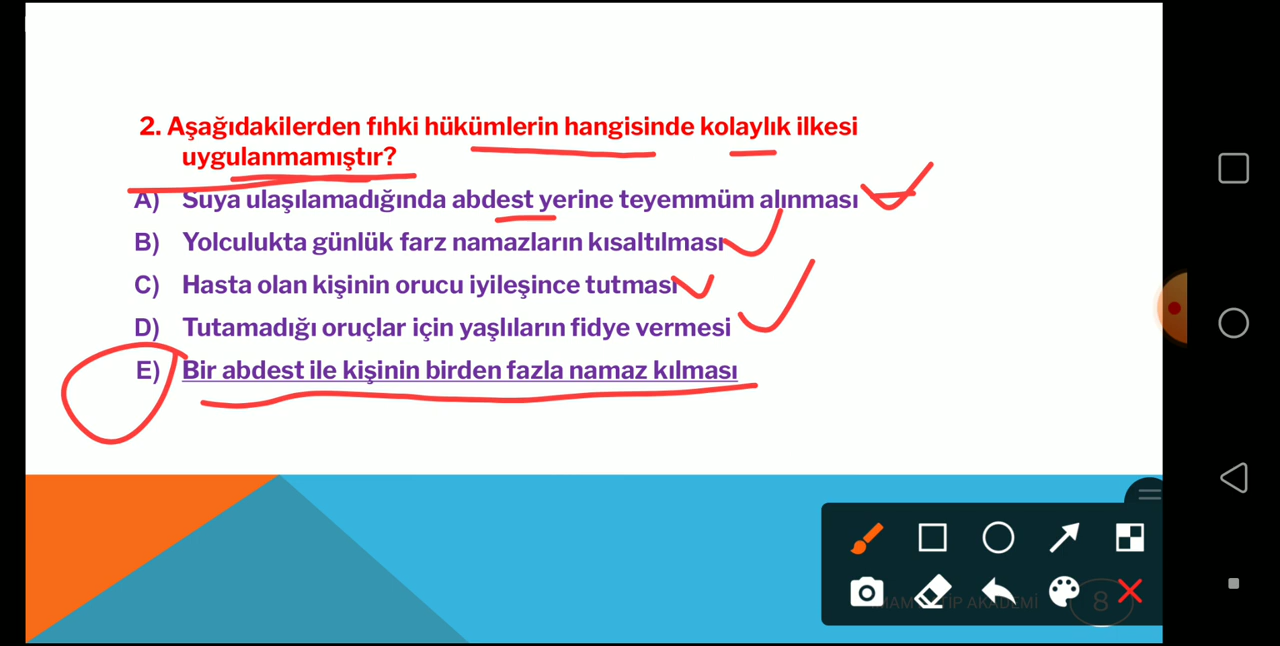 2. Aşağıdakilerden fıhki hükümlerin hangisinde kolaylık ilkesi
uygulanmamıştır?
A) Suya ulaşılamadığında abdest yerine teyemmüm alınması
B) Yolculukta günlük farz namazların kısaltılması
C) Hasta olan kişinin orucu iyileşince tutması
D) Tutamadığı oruçlar için yaşlıların fidye vermesi
E) Bir abdest ile kişinin birden fazla namaz kılması
AKADEMİ
8